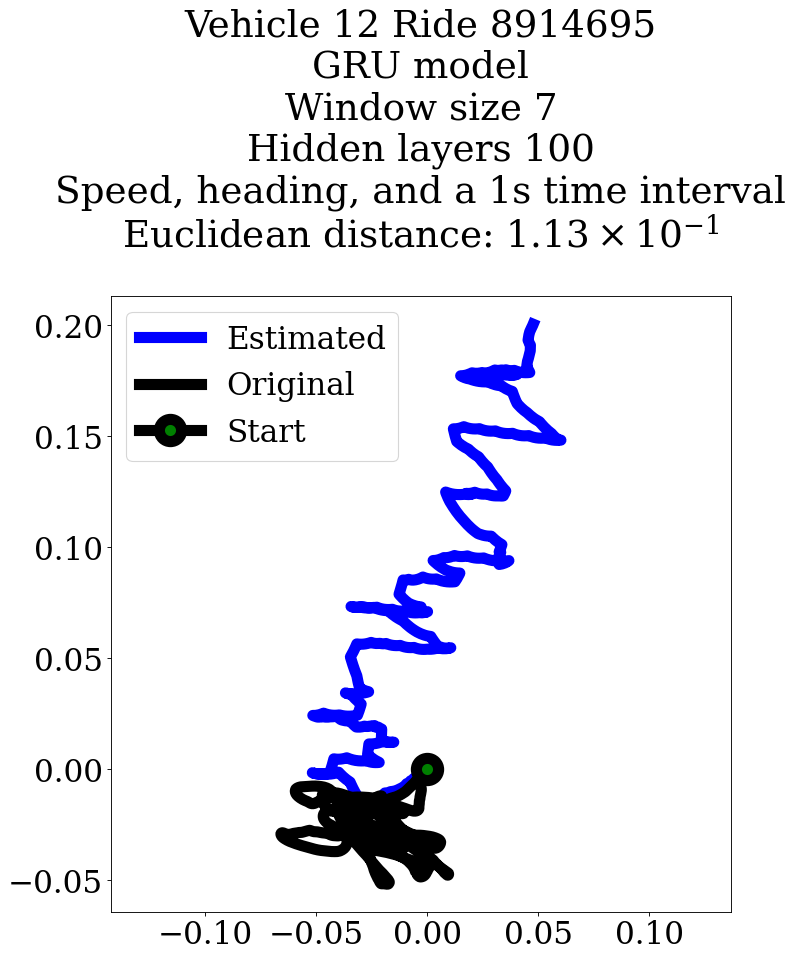 Vehicle 12 Ride 8914695
GRU model
Window size 7
Hidden layers 100
Speed, heading, and a 1s time interval
Euclidean distance: 1.13 × 10⁻¹
Estimated
Original
Start
0.20
0.15
0.10
0.05
0.00
−0.05
−0.10 −0.05 0.00 0.05 0.10